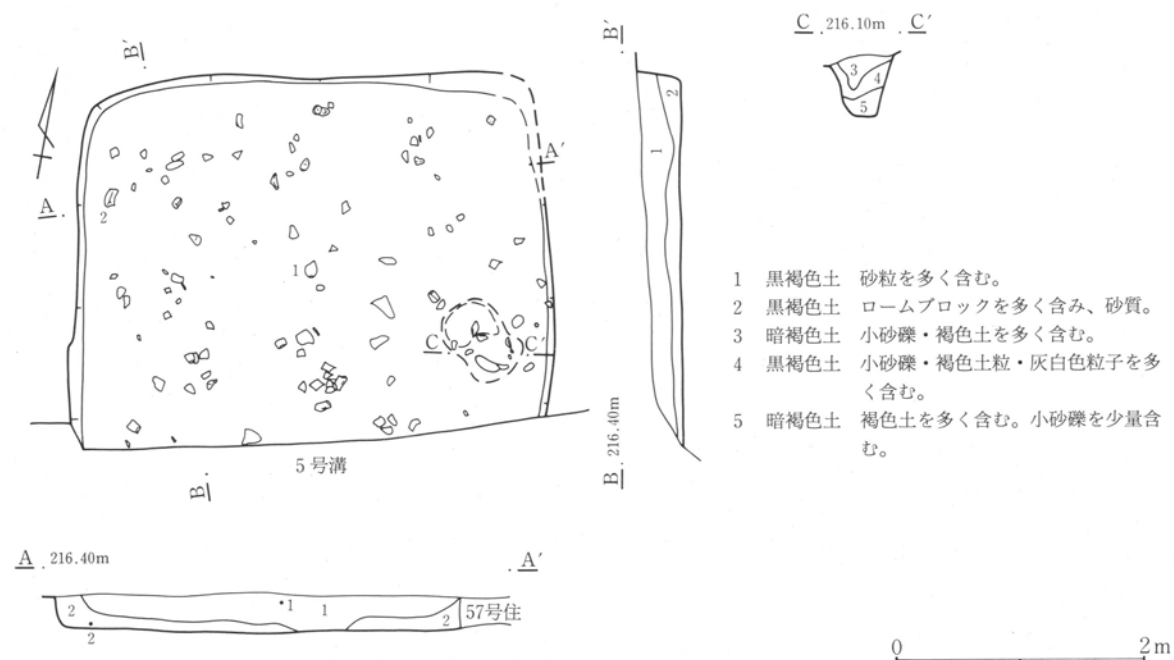 B′
A′
A
2
1
C C′
5号溝
B
B′
2
1
B 216.40m
C 216.10m C′
3
4
5
1 黒褐色土 砂粒を多く含む。
2 黒褐色土 ロームブロックを多く含み、砂質。
3 暗褐色土 小砂礫・褐色土を多く含む。
4 黒褐色土 小砂礫・褐色土粒・灰白色粒子を多
く含む。
5 暗褐色土 褐色土を多く含む。小砂礫を少量含
む。
A 216.40m A′
2 1 1 2 57号住
2
0 2m